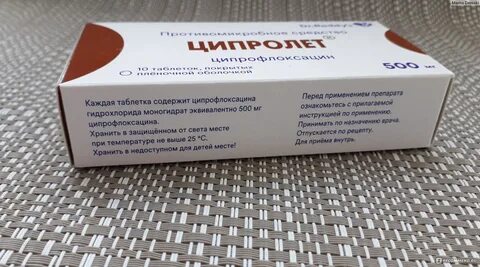 Dr.Reddy's
Противомикробное средство
ЦИПРОЛЕТ®
ципрофлоксацин
10 таблеток, покрытых
плёночной оболочкой
500 мг
Каждая таблетка содержит ципрофлоксацина
гидрохлорида моногидрат эквивалентно 500 мг
ципрофлоксацина.
Хранить в защищённом от света месте
при температуре не выше 25 °C.
Хранить в недоступном для детей месте!
Перед применением препарата
ознакомьтесь с прилагаемой
инструкцией по применению.
Принимать по назначению врача.
Отпускается по рецепту.
Для приёма внутрь.